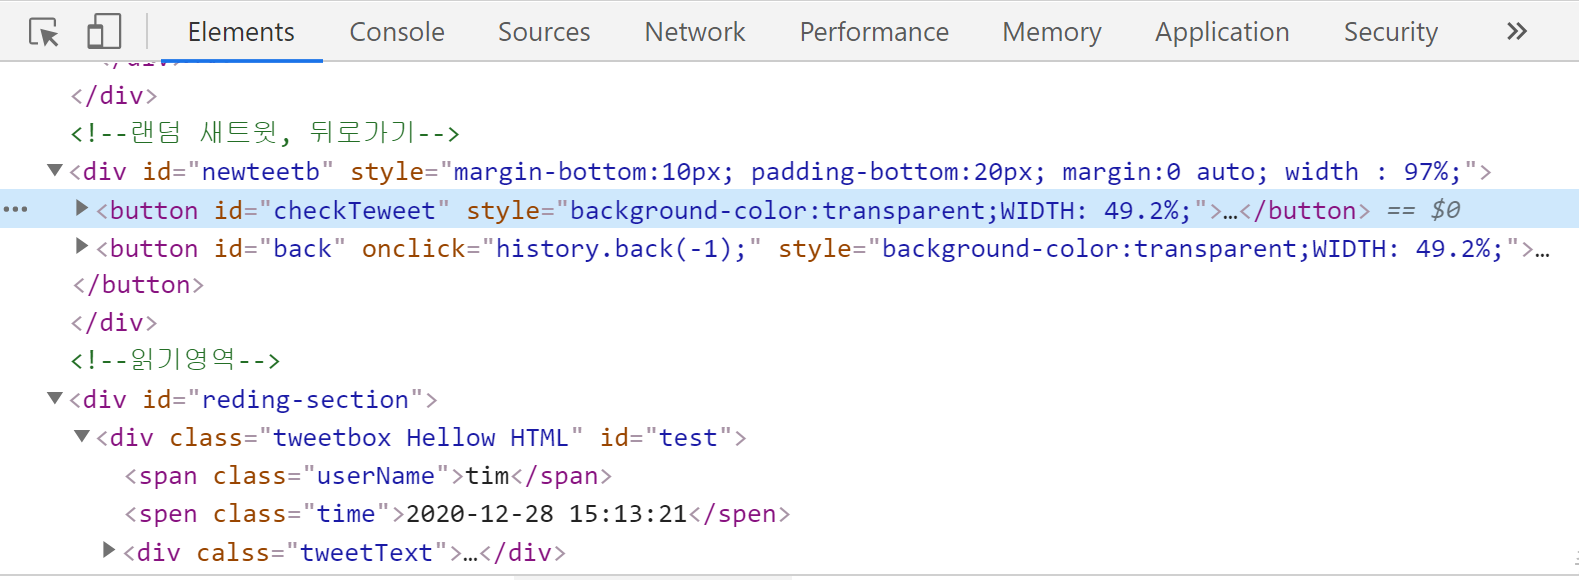 Elements Console Sources Network Performance Memory Application Security »
</div>
</div>
<!--랜덤 새트윗, 뒤로가기-->
<div id="newteetb" style="margin-bottom:10px; padding-bottom:20px; margin:0 auto; width : 97%;">
<button id="checkTeweet" style="background-color:transparent;WIDTH: 49.2%;">…</button> == $0
<button id="back" onclick="history.back(-1);" style="background-color:transparent;WIDTH: 49.2%;">…
</button>
</div>
<!--읽기영역-->
<div id="reding-section">
<div class="tweetbox Hellow HTML" id="test">
<span class="userName">tim</span>
<spen class="time">2020-12-28 15:13:21</spen>
<div calss="tweetText">…</div>